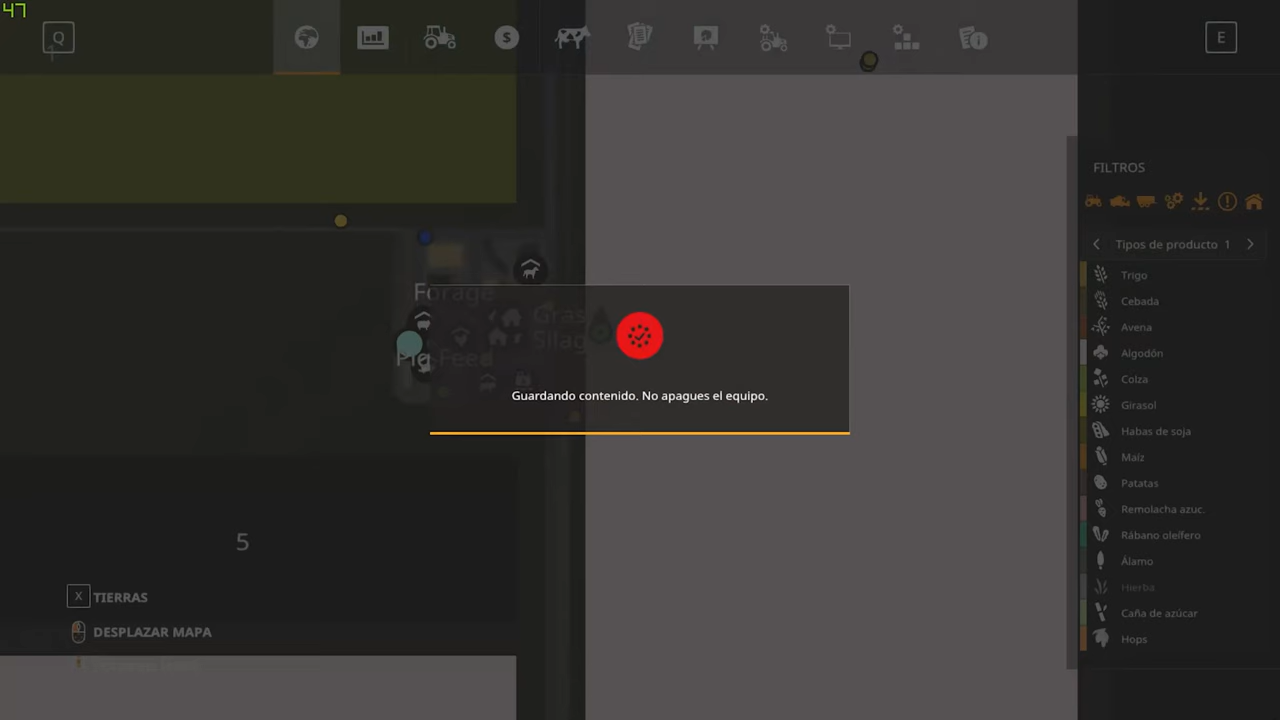 47
Q
1
E
FILTROS
Tipos de producto 1
Trigo
Cebada
Avena
Algodón
Colza
Girasol
Habas de soja
Maíz
Patatas
Remolacha azuc.
Rábano oleífero
Álamo
Hierba
Caña de azúcar
Hops
Forage
Pig Feed
Guardando contenido. No apagues el equipo.
5
X TIERRAS
DESPLAZAR MAPA